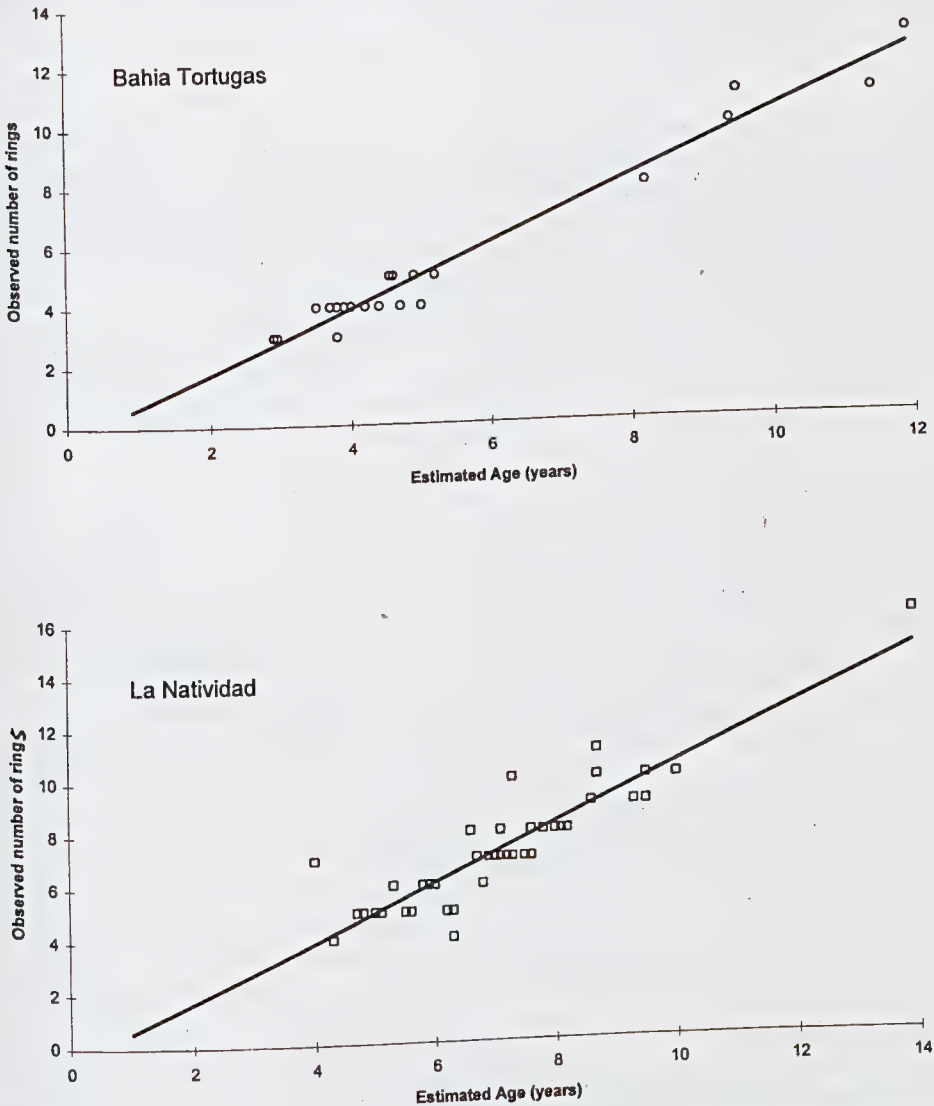 14
12
10
8
6
4
2
0
Observed number of rings
Bahia Tortugas
0 2 4 6 8 10 12
Estimated Age (years)
16
14
12
10
8
6
4
2
0
Observed number of rings
La Natividad
0 2 4 6 8 10 12 14
Estimated Age (years)